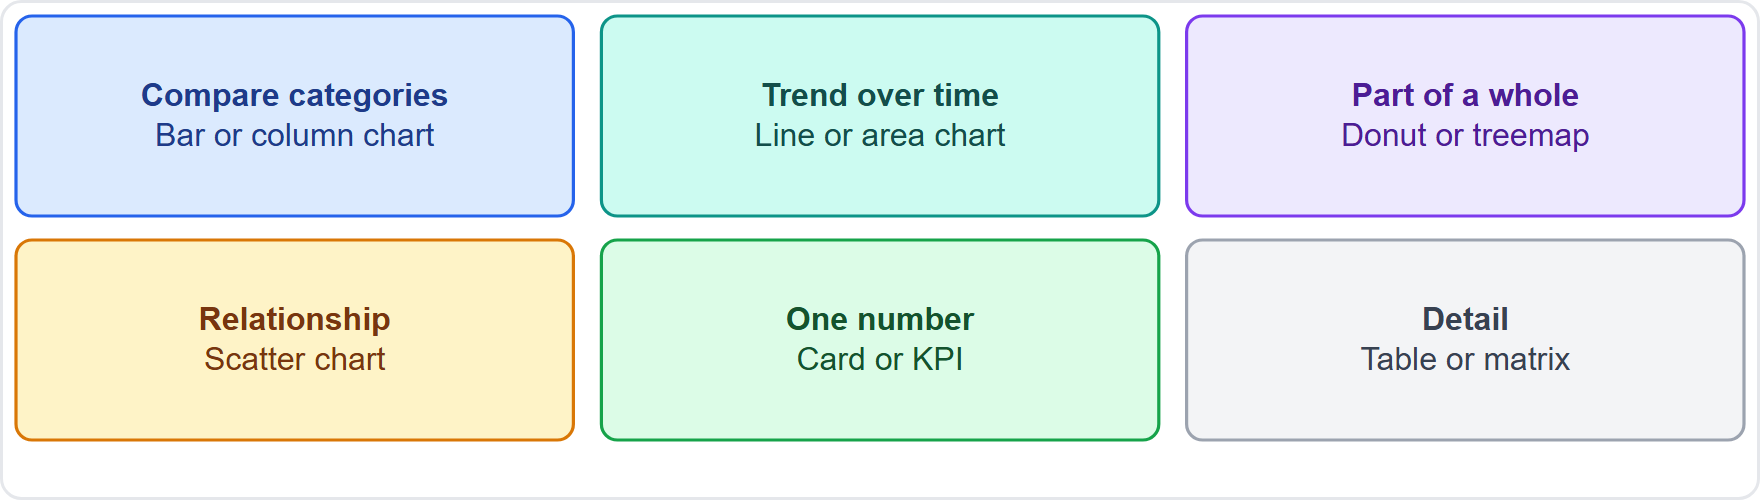 Compare categories
Bar or column chart
Trend over time
Line or area chart
Part of a whole
Donut or treemap
Relationship
Scatter chart
One number
Card or KPI
Detail
Table or matrix